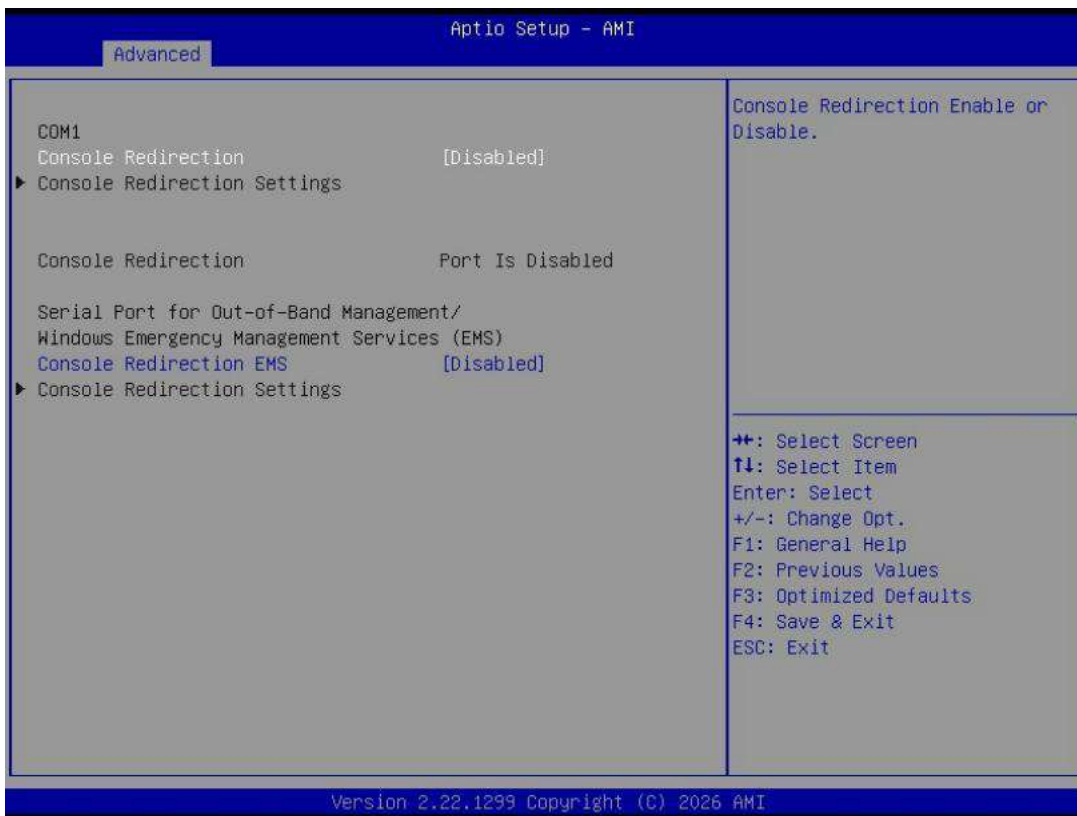 Aptio Setup - AMI
Advanced
COM1
Console Redirection [Disabled]
Console Redirection Settings
Console Redirection Port Is Disabled
Serial Port for Out-of-Band Management/
Windows Emergency Management Services (EMS)
Console Redirection EMS [Disabled]
Console Redirection Settings
Console Redirection Enable or
Disable.
→←: Select Screen
↑↓: Select Item
Enter: Select
+/-: Change Opt.
F1: General Help
F2: Previous Values
F3: Optimized Defaults
F4: Save & Exit
ESC: Exit
Version 2.22.1299 Copyright (C) 2026 AMI